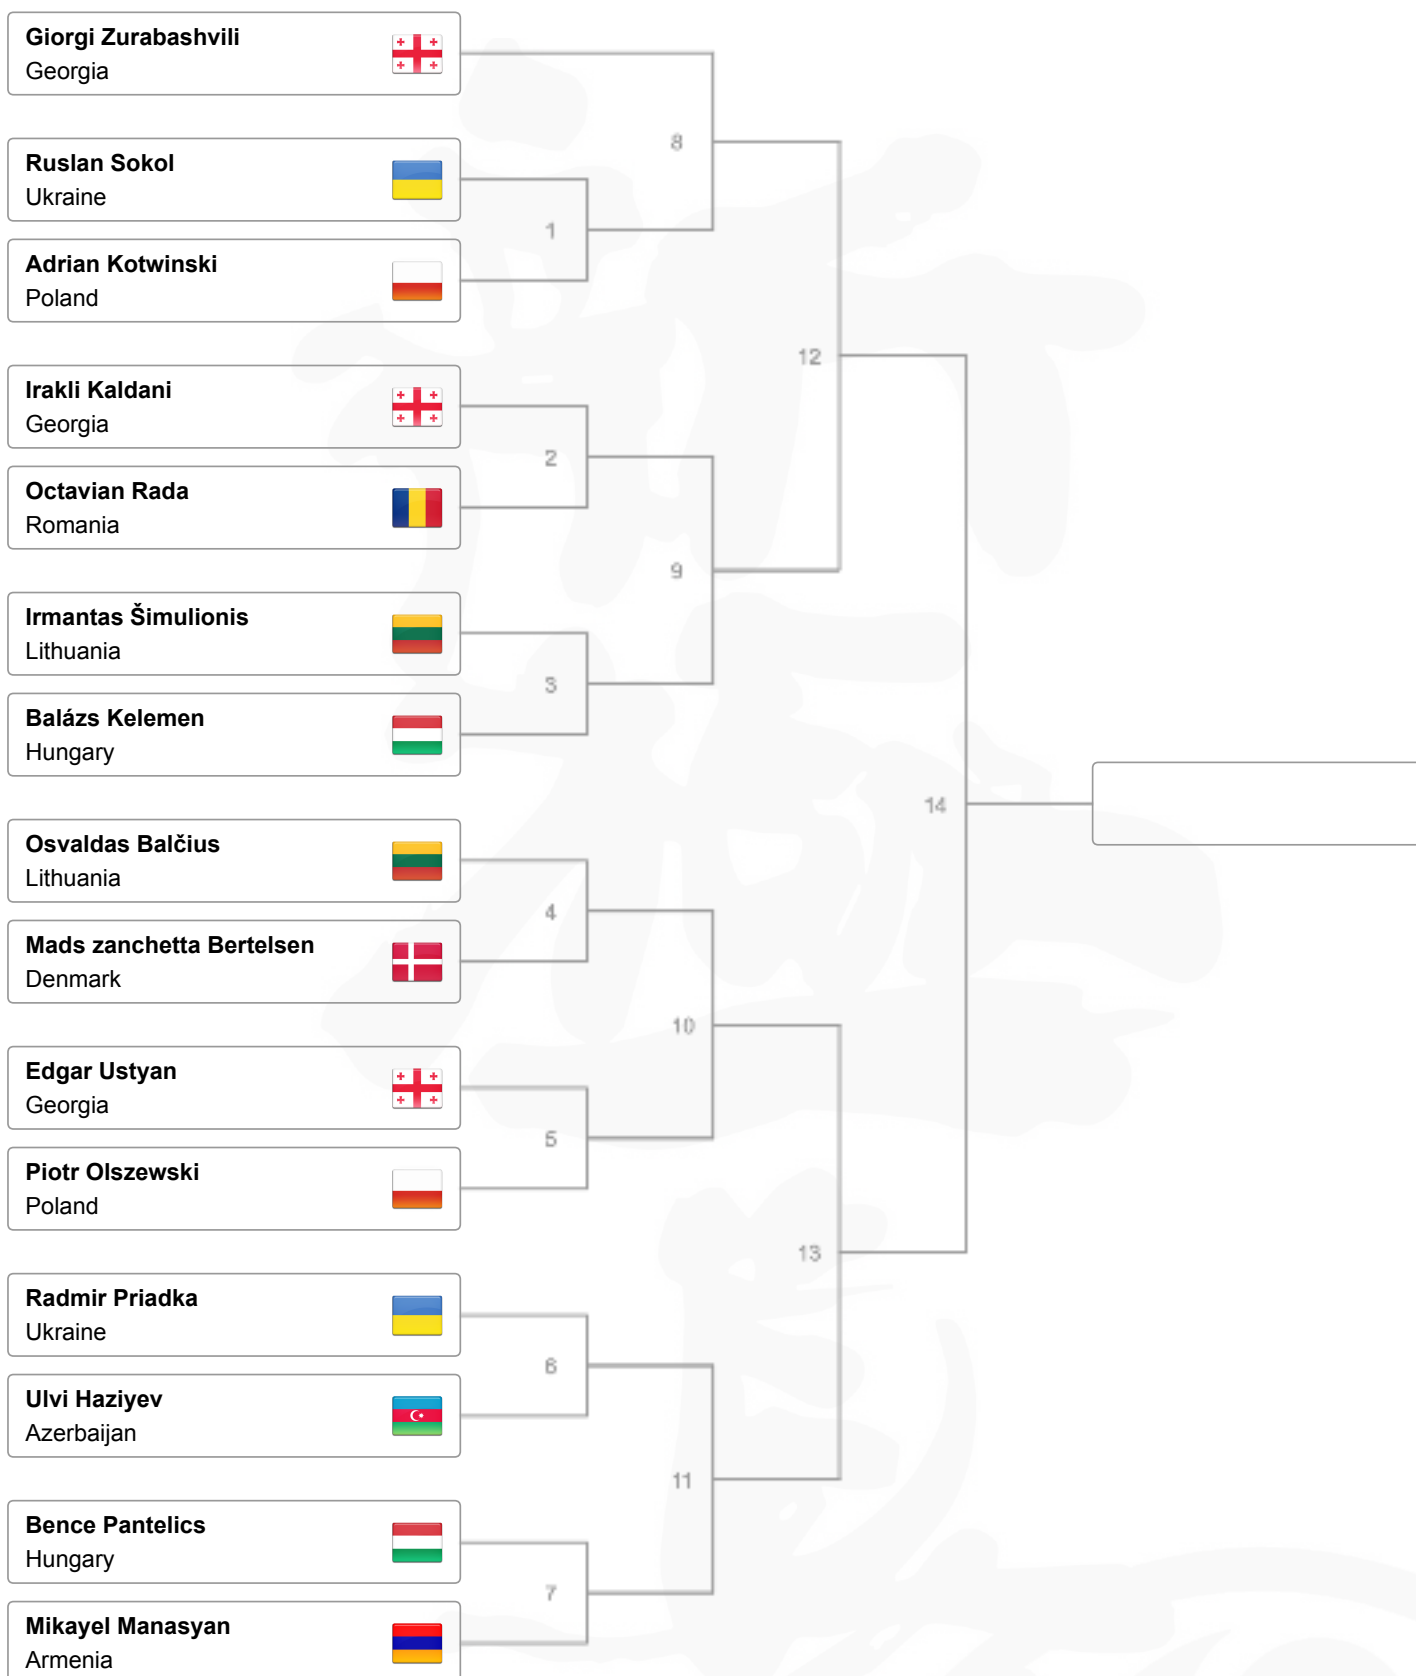 Giorgi Zurabashvili
Georgia
8
Ruslan Sokol
Ukraine
1
Adrian Kotwinski
Poland
12
Irakli Kaldani
Georgia
2
Octavian Rada
Romania
9
Irmantas Šimulionis
Lithuania
3
Balázs Kelemen
Hungary
14
Osvaldas Balčius
Lithuania
4
Mads zanchetta Bertelsen
Denmark
10
Edgar Ustyan
Georgia
5
Piotr Olszewski
Poland
13
Radmir Priadka
Ukraine
6
Ulvi Haziyev
Azerbaijan
11
Bence Pantelics
Hungary
7
Mikayel Manasyan
Armenia